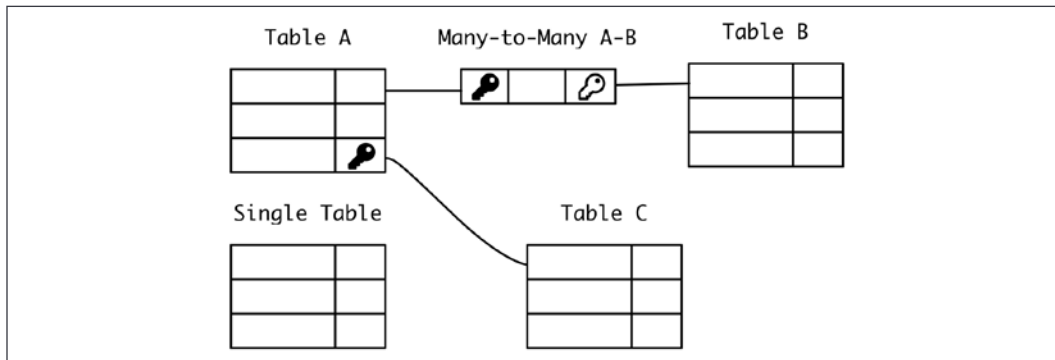 Table A
Many-to-Many A-B
Table B
Single Table
Table C